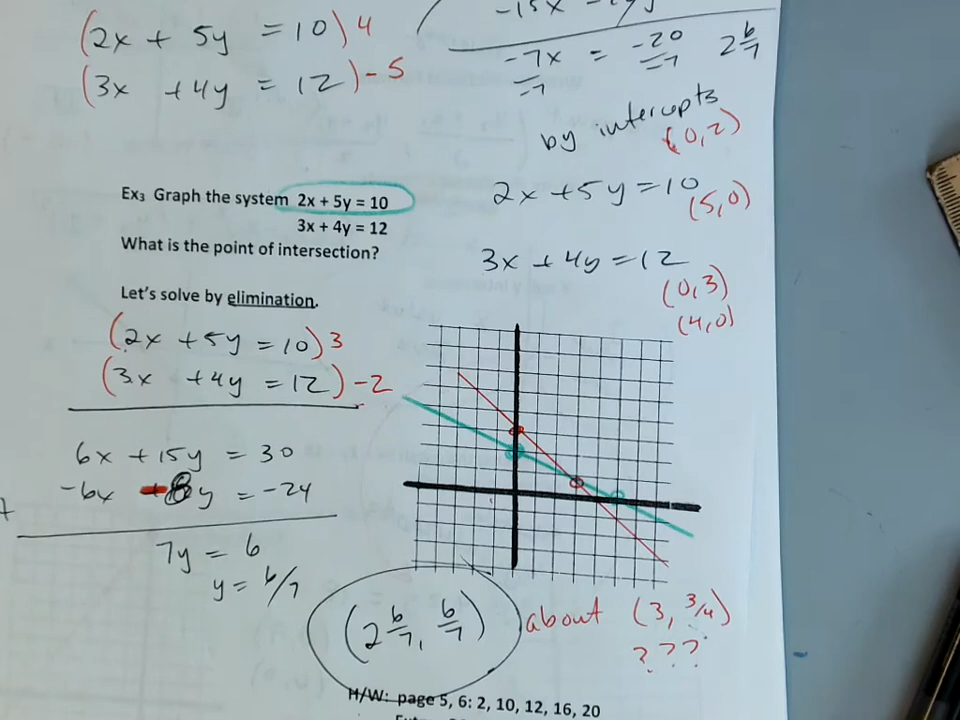 (2x + 5y = 10) 4
(3x + 4y = 12) -5
-7x = -20 2 6/7
-7 -7
by intercepts
(0,2)
2x + 5y = 10
(5,0)
3x + 4y = 12
(0,3)
(4,0)
Ex3 Graph the system 2x + 5y = 10
3x + 4y = 12
What is the point of intersection?
Let's solve by elimination.
(2x + 5y = 10) 3
(3x + 4y = 12) -2
6x + 15y = 30
-6x - 8y = -24
+
7y = 6
y = 6/7
(2 6/7, 6/7)
about (3, 3/4)
???
H/W: page 5, 6: 2, 10, 12, 16, 20